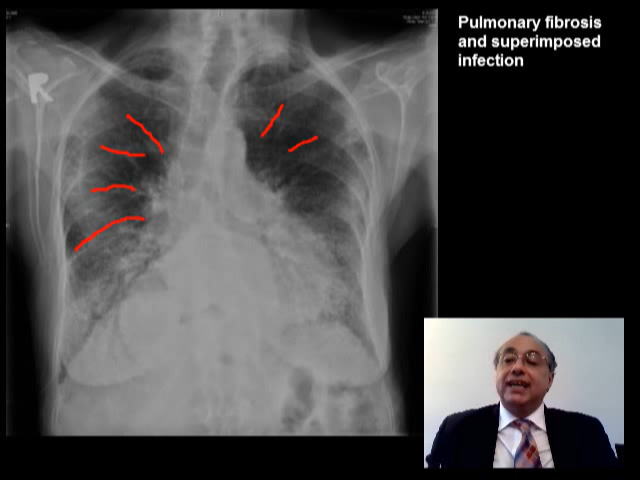 Pulmonary fibrosis
and superimposed
infection
R